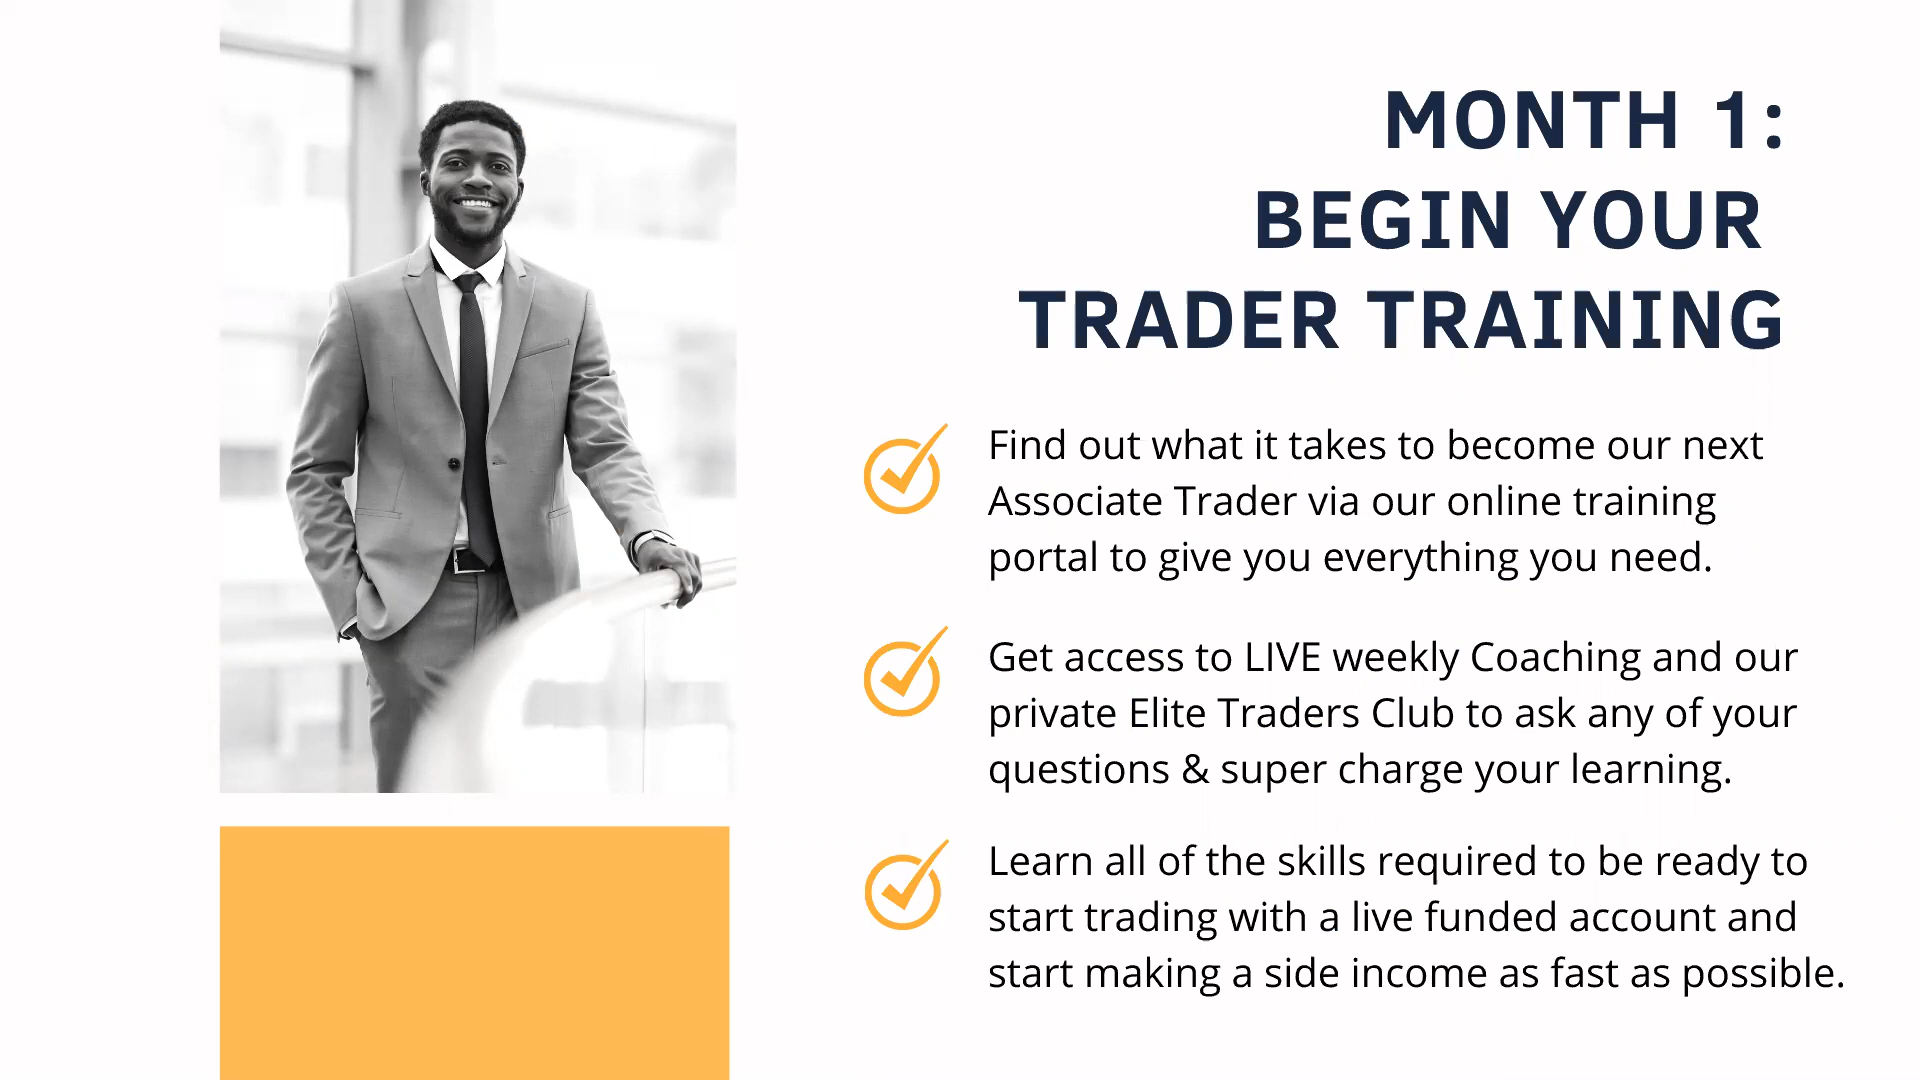 MONTH 1:
BEGIN YOUR
TRADER TRAINING
Find out what it takes to become our next
Associate Trader via our online training
portal to give you everything you need.
Get access to LIVE weekly Coaching and our
private Elite Traders Club to ask any of your
questions & super charge your learning.
Learn all of the skills required to be ready to
start trading with a live funded account and
start making a side income as fast as possible.